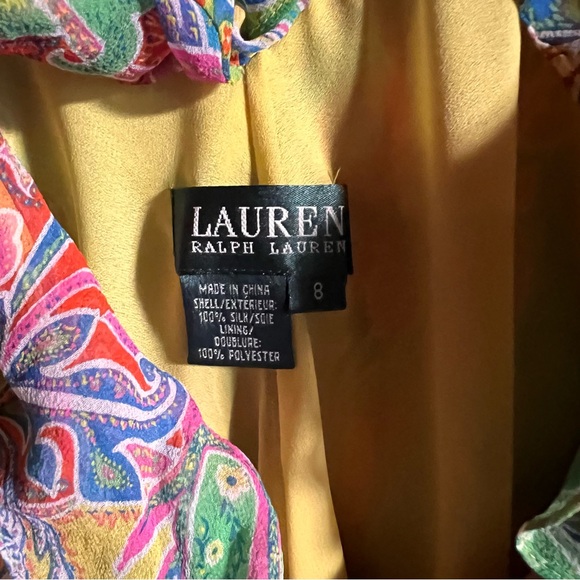 LAUREN
RALPH LAUREN
8
MADE IN CHINA
SHELL/EXTÉRIEUR:
100% SILK/SOIE
LINING/
DOUBLURE:
100% POLYESTER